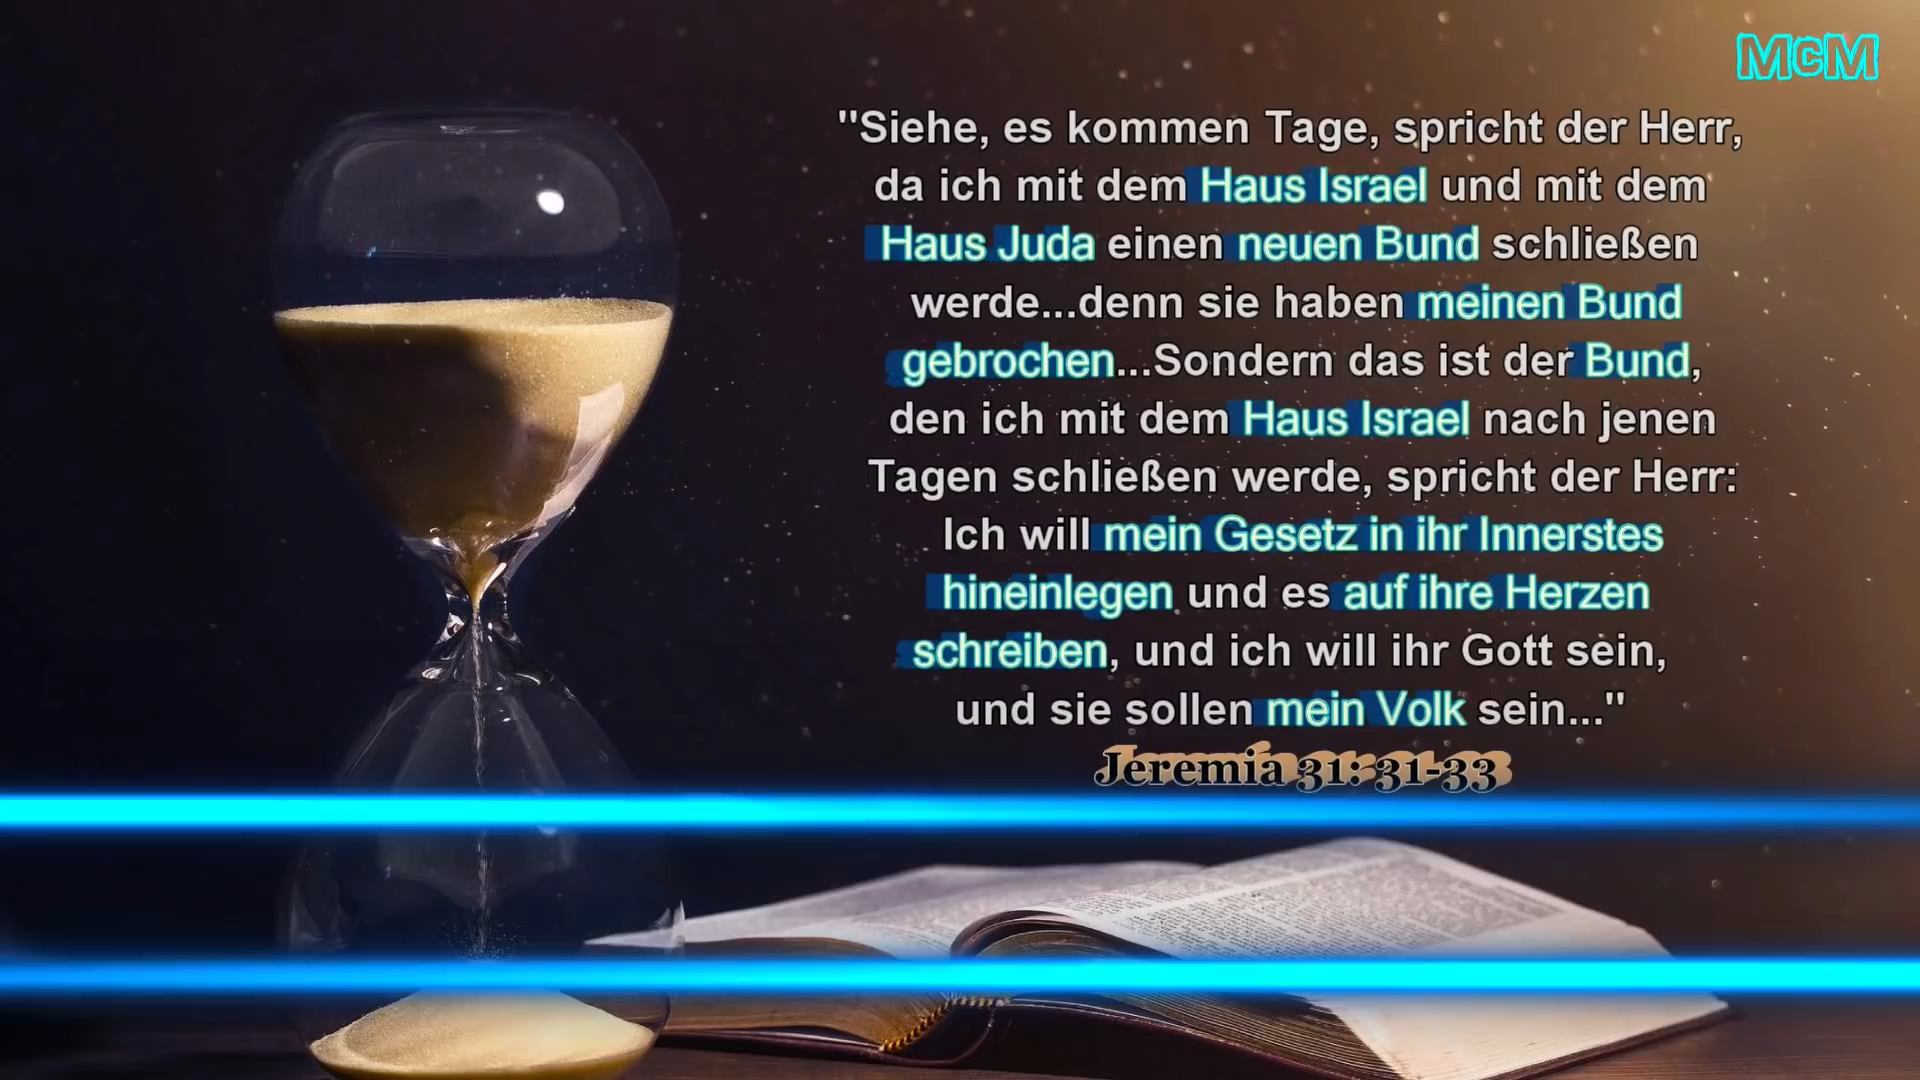 McM
"Siehe, es kommen Tage, spricht der Herr,
da ich mit dem Haus Israel und mit dem
Haus Juda einen neuen Bund schließen
werde...denn sie haben meinen Bund
gebrochen...Sondern das ist der Bund,
den ich mit dem Haus Israel nach jenen
Tagen schließen werde, spricht der Herr:
Ich will mein Gesetz in ihr Innerstes
hineinlegen und es auf ihre Herzen
schreiben, und ich will ihr Gott sein,
und sie sollen mein Volk sein..."
Jeremia 31:31-33